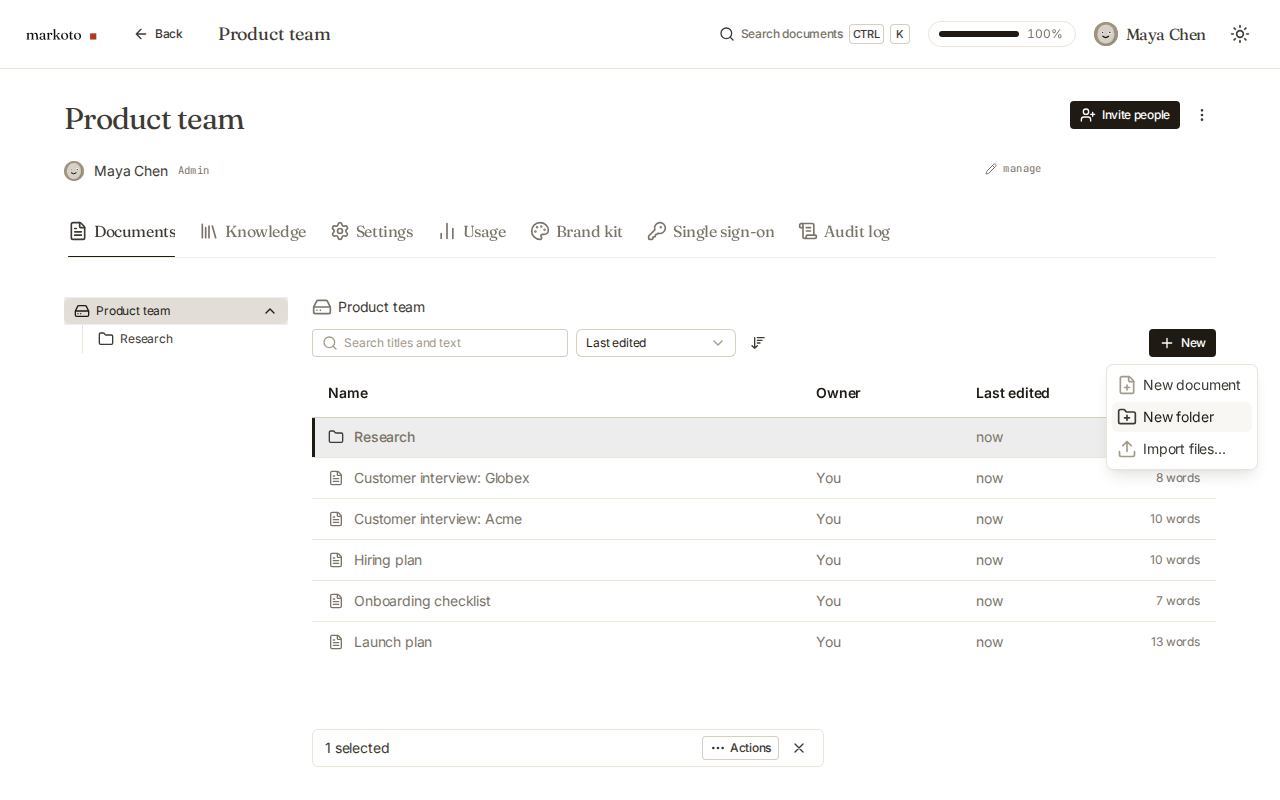 markoto
Back
Product team
Search documents CTRL K
100%
Maya Chen
Product team
Invite people
Maya Chen Admin
manage
Documents Knowledge Settings Usage Brand kit Single sign-on Audit log
Product team
Research
Product team
Search titles and text
Last edited
New
New document
New folder
Import files...
Name Owner Last edited
Research now
Customer interview: Globex You now 8 words
Customer interview: Acme You now 10 words
Hiring plan You now 10 words
Onboarding checklist You now 7 words
Launch plan You now 13 words
1 selected
Actions